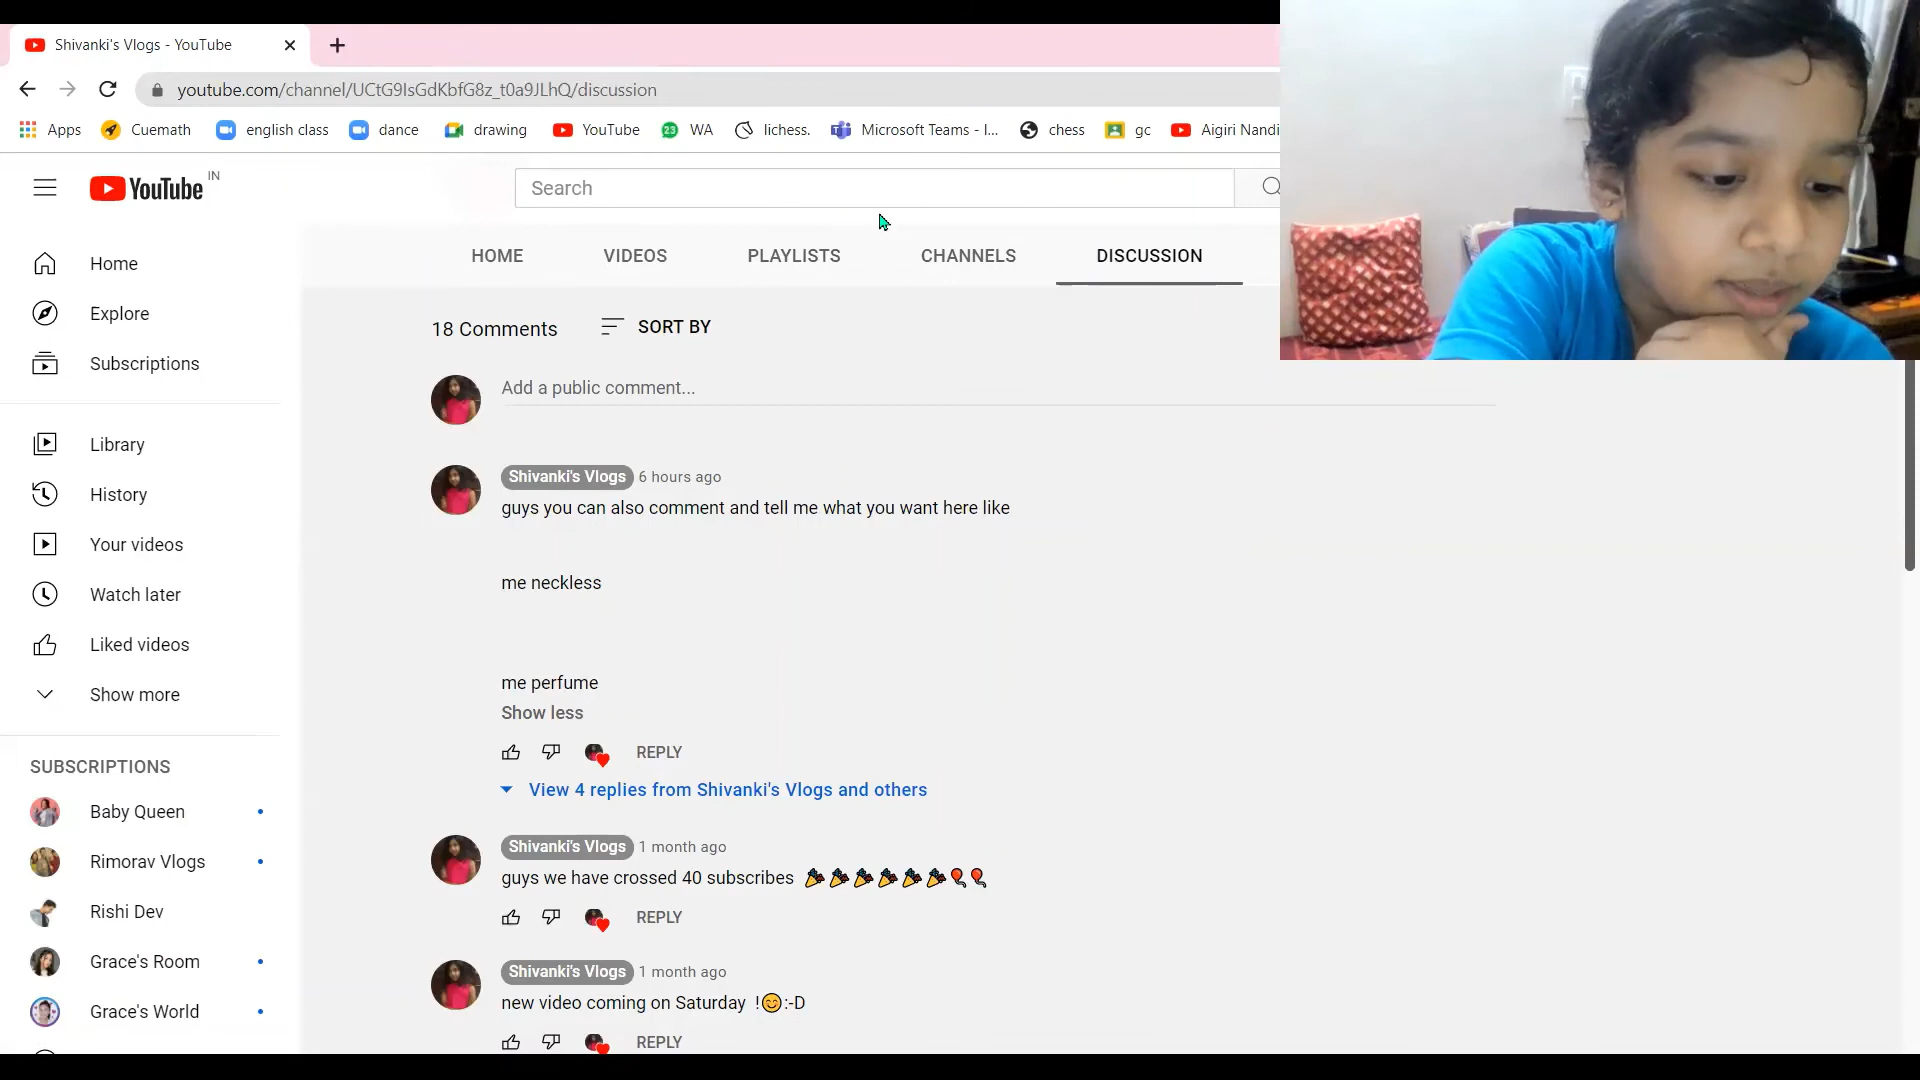 Shivanki's Vlogs - YouTube
youtube.com/channel/UCtG9IsGdKbfG8z_t0a9JLhQ/discussion
Apps Cuemath english class dance drawing YouTube 23 WA lichess. Microsoft Teams - I... chess gc Aigiri Nandi
YouTube IN
Search
HOME VIDEOS PLAYLISTS CHANNELS DISCUSSION
Home
Explore
Subscriptions
Library
History
Your videos
Watch later
Liked videos
Show more
SUBSCRIPTIONS
Baby Queen
Rimorav Vlogs
Rishi Dev
Grace's Room
Grace's World
18 Comments SORT BY
Add a public comment...
Shivanki's Vlogs 6 hours ago
guys you can also comment and tell me what you want here like
me neckless
me perfume
Show less
REPLY
View 4 replies from Shivanki's Vlogs and others
Shivanki's Vlogs 1 month ago
guys we have crossed 40 subscribes 🎉🎉🎉🎉🎉🎉🎈🎈
REPLY
Shivanki's Vlogs 1 month ago
new video coming on Saturday !😊:-D
REPLY